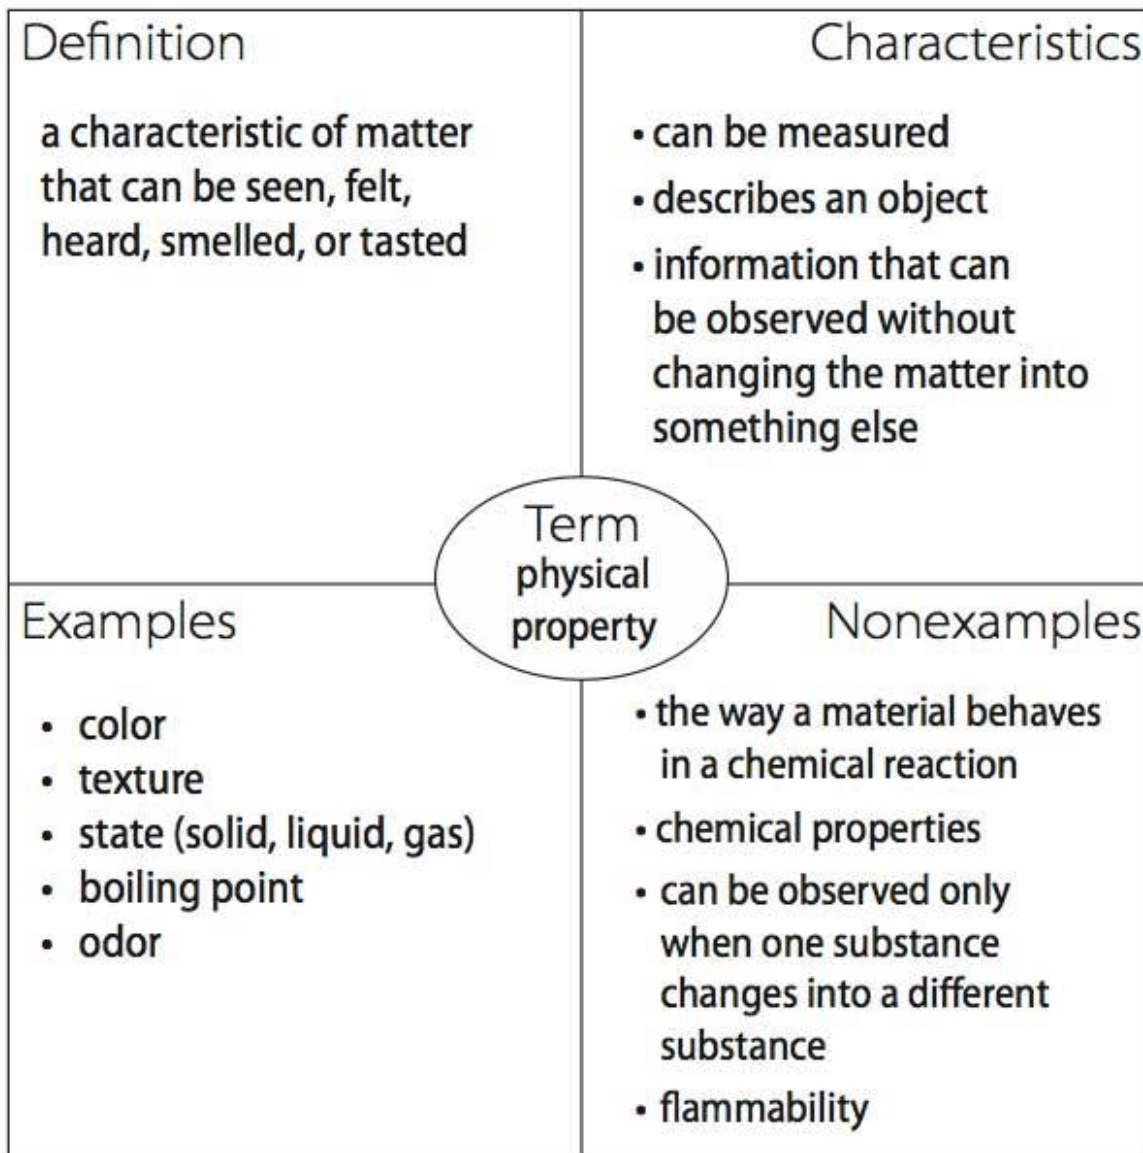 Definition
a characteristic of matter
that can be seen, felt,
heard, smelled, or tasted
Characteristics
• can be measured
• describes an object
• information that can
be observed without
changing the matter into
something else
Term
physical
property
Examples
• color
• texture
• state (solid, liquid, gas)
• boiling point
• odor
Nonexamples
• the way a material behaves
in a chemical reaction
• chemical properties
• can be observed only
when one substance
changes into a different
substance
• flammability